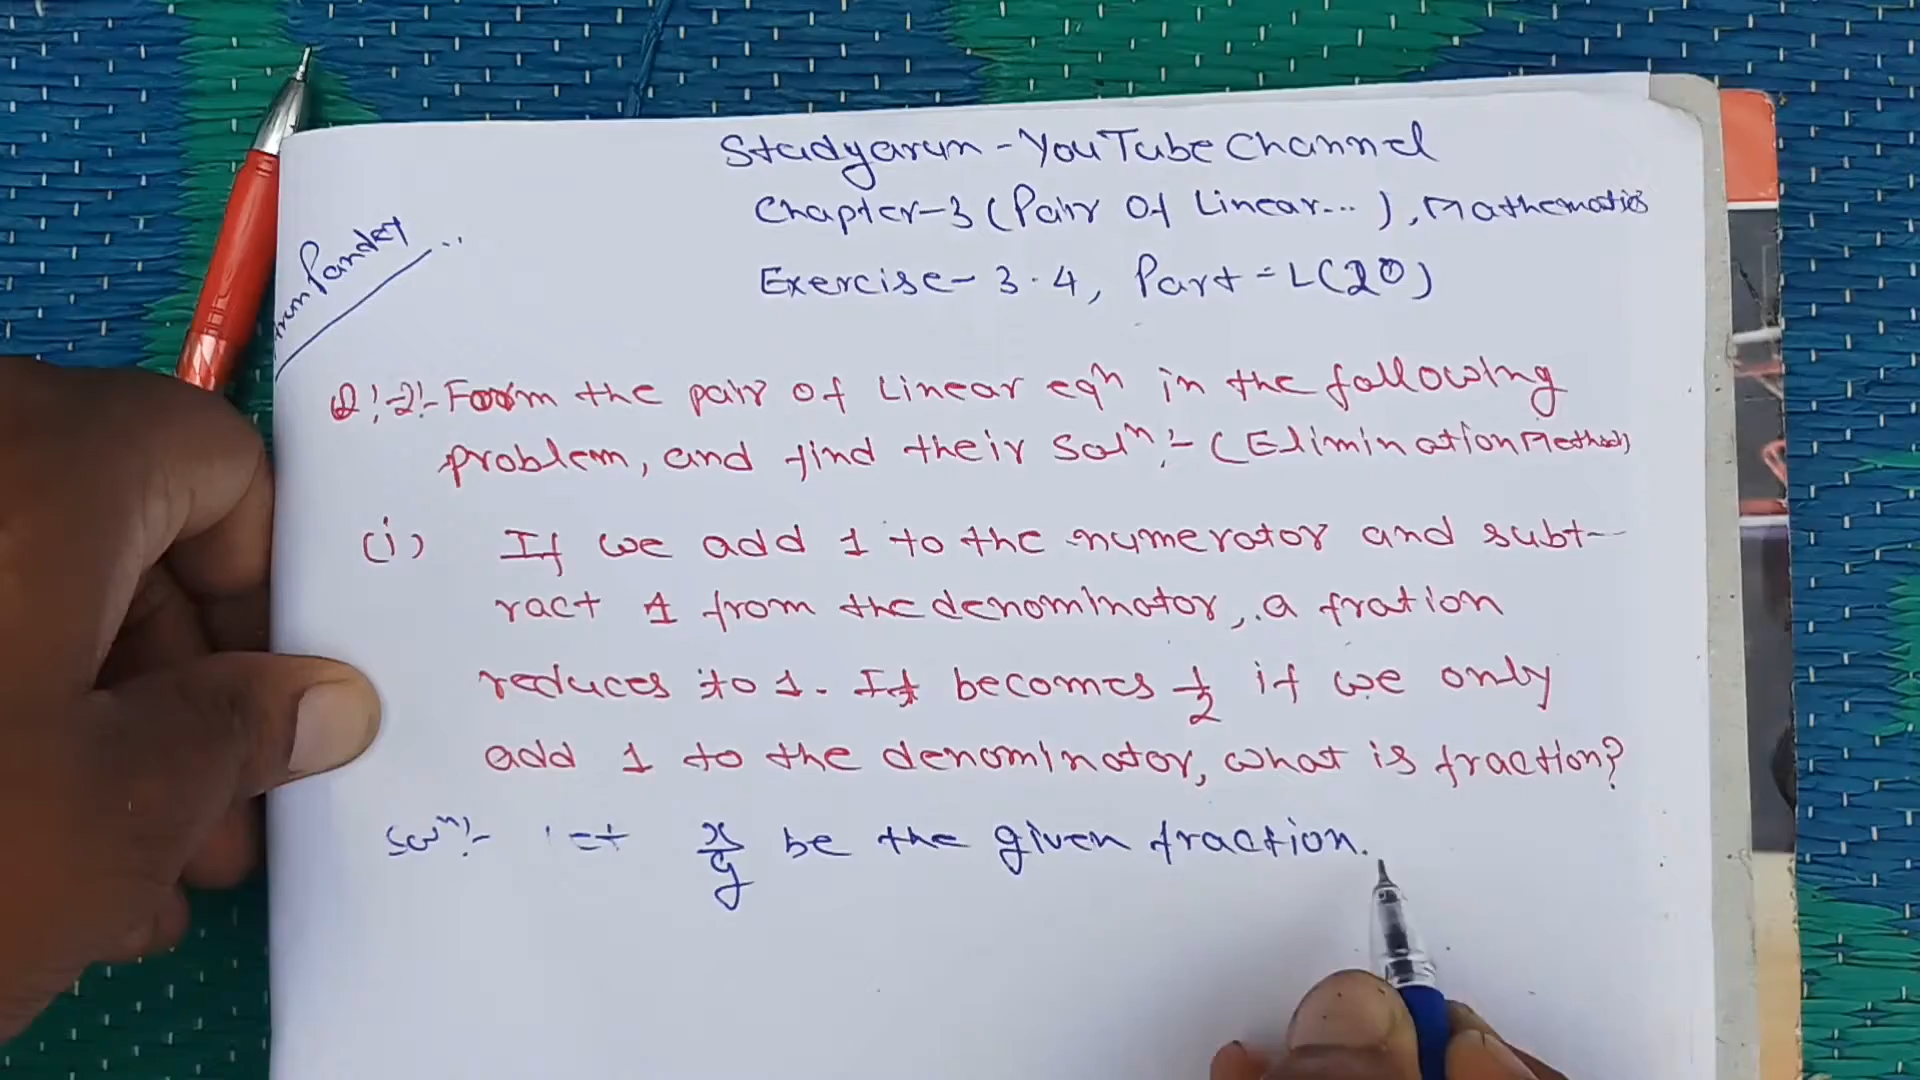 Studyarun - YouTube Channel
Chapter-3 (Pair Of Linear...), Mathematics
Exercise- 3.4, Part = L(20)
Pandey ...
Q!-2!- Form the pair of Linear eqn in the following
problem, and find their Soln!- (Elimination Method)
(i) If we add 1 to the numerator and subt-
ract 1 from the denominator, a fration
reduces to 1. It becomes 1/2 if we only
add 1 to the denominator, what is fraction?
Soln!- let x/y be the given fraction.